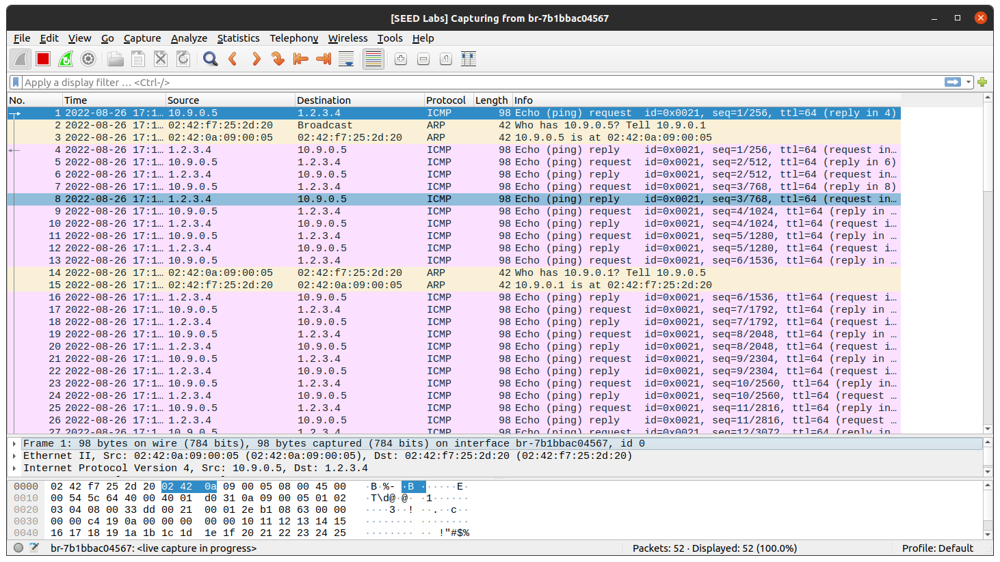 [SEED Labs] Capturing from br-7b1bbac04567
File Edit View Go Capture Analyze Statistics Telephony Wireless Tools Help
Apply a display filter … <Ctrl-/>
No. Time Source Destination Protocol Length Info
1 2022-08-26 17:1… 10.9.0.5 1.2.3.4 ICMP 98 Echo (ping) request id=0x0021, seq=1/256, ttl=64 (reply in 4)
2 2022-08-26 17:1… 02:42:f7:25:2d:20 Broadcast ARP 42 Who has 10.9.0.5? Tell 10.9.0.1
3 2022-08-26 17:1… 02:42:0a:09:00:05 02:42:f7:25:2d:20 ARP 42 10.9.0.5 is at 02:42:0a:09:00:05
4 2022-08-26 17:1… 1.2.3.4 10.9.0.5 ICMP 98 Echo (ping) reply id=0x0021, seq=1/256, ttl=64 (request in…
5 2022-08-26 17:1… 10.9.0.5 1.2.3.4 ICMP 98 Echo (ping) request id=0x0021, seq=2/512, ttl=64 (reply in 6)
6 2022-08-26 17:1… 1.2.3.4 10.9.0.5 ICMP 98 Echo (ping) reply id=0x0021, seq=2/512, ttl=64 (request in…
7 2022-08-26 17:1… 10.9.0.5 1.2.3.4 ICMP 98 Echo (ping) request id=0x0021, seq=3/768, ttl=64 (reply in 8)
8 2022-08-26 17:1… 1.2.3.4 10.9.0.5 ICMP 98 Echo (ping) reply id=0x0021, seq=3/768, ttl=64 (request in…
9 2022-08-26 17:1… 10.9.0.5 1.2.3.4 ICMP 98 Echo (ping) request id=0x0021, seq=4/1024, ttl=64 (reply in …
10 2022-08-26 17:1… 1.2.3.4 10.9.0.5 ICMP 98 Echo (ping) reply id=0x0021, seq=4/1024, ttl=64 (request i…
11 2022-08-26 17:1… 10.9.0.5 1.2.3.4 ICMP 98 Echo (ping) request id=0x0021, seq=5/1280, ttl=64 (reply in …
12 2022-08-26 17:1… 1.2.3.4 10.9.0.5 ICMP 98 Echo (ping) reply id=0x0021, seq=5/1280, ttl=64 (request i…
13 2022-08-26 17:1… 10.9.0.5 1.2.3.4 ICMP 98 Echo (ping) request id=0x0021, seq=6/1536, ttl=64 (reply in …
14 2022-08-26 17:1… 02:42:0a:09:00:05 02:42:f7:25:2d:20 ARP 42 Who has 10.9.0.1? Tell 10.9.0.5
15 2022-08-26 17:1… 02:42:f7:25:2d:20 02:42:0a:09:00:05 ARP 42 10.9.0.1 is at 02:42:f7:25:2d:20
16 2022-08-26 17:1… 1.2.3.4 10.9.0.5 ICMP 98 Echo (ping) reply id=0x0021, seq=6/1536, ttl=64 (request i…
17 2022-08-26 17:1… 10.9.0.5 1.2.3.4 ICMP 98 Echo (ping) request id=0x0021, seq=7/1792, ttl=64 (reply in …
18 2022-08-26 17:1… 1.2.3.4 10.9.0.5 ICMP 98 Echo (ping) reply id=0x0021, seq=7/1792, ttl=64 (request i…
19 2022-08-26 17:1… 10.9.0.5 1.2.3.4 ICMP 98 Echo (ping) request id=0x0021, seq=8/2048, ttl=64 (reply in …
20 2022-08-26 17:1… 1.2.3.4 10.9.0.5 ICMP 98 Echo (ping) reply id=0x0021, seq=8/2048, ttl=64 (request i…
21 2022-08-26 17:1… 10.9.0.5 1.2.3.4 ICMP 98 Echo (ping) request id=0x0021, seq=9/2304, ttl=64 (reply in …
22 2022-08-26 17:1… 1.2.3.4 10.9.0.5 ICMP 98 Echo (ping) reply id=0x0021, seq=9/2304, ttl=64 (request i…
23 2022-08-26 17:1… 10.9.0.5 1.2.3.4 ICMP 98 Echo (ping) request id=0x0021, seq=10/2560, ttl=64 (reply in…
24 2022-08-26 17:1… 1.2.3.4 10.9.0.5 ICMP 98 Echo (ping) reply id=0x0021, seq=10/2560, ttl=64 (request …
25 2022-08-26 17:1… 10.9.0.5 1.2.3.4 ICMP 98 Echo (ping) request id=0x0021, seq=11/2816, ttl=64 (reply in…
26 2022-08-26 17:1… 1.2.3.4 10.9.0.5 ICMP 98 Echo (ping) reply id=0x0021, seq=11/2816, ttl=64 (request …
27 2022-08-26 17:1… 10.9.0.5 1.2.3.4 ICMP 98 Echo (ping) request id=0x0021, seq=12/3072, ttl=64 (reply in…
Frame 1: 98 bytes on wire (784 bits), 98 bytes captured (784 bits) on interface br-7b1bbac04567, id 0
Ethernet II, Src: 02:42:0a:09:00:05 (02:42:0a:09:00:05), Dst: 02:42:f7:25:2d:20 (02:42:f7:25:2d:20)
Internet Protocol Version 4, Src: 10.9.0.5, Dst: 1.2.3.4
0000 02 42 f7 25 2d 20 02 42 0a 09 00 05 08 00 45 00 ·B·%- ·B ······E·
0010 00 54 5c 64 40 00 40 01 d0 31 0a 09 00 05 01 02 ·T\d@·@· ·1······
0020 03 04 08 00 33 dd 00 21 00 01 2e b1 08 63 00 00 ····3··! ··.··c··
0030 00 00 c4 19 0a 00 00 00 00 00 10 11 12 13 14 15 ········ ········
0040 16 17 18 19 1a 1b 1c 1d 1e 1f 20 21 22 23 24 25 ········ ·· !"#$%
br-7b1bbac04567: <live capture in progress> Packets: 52 · Displayed: 52 (100.0%) Profile: Default